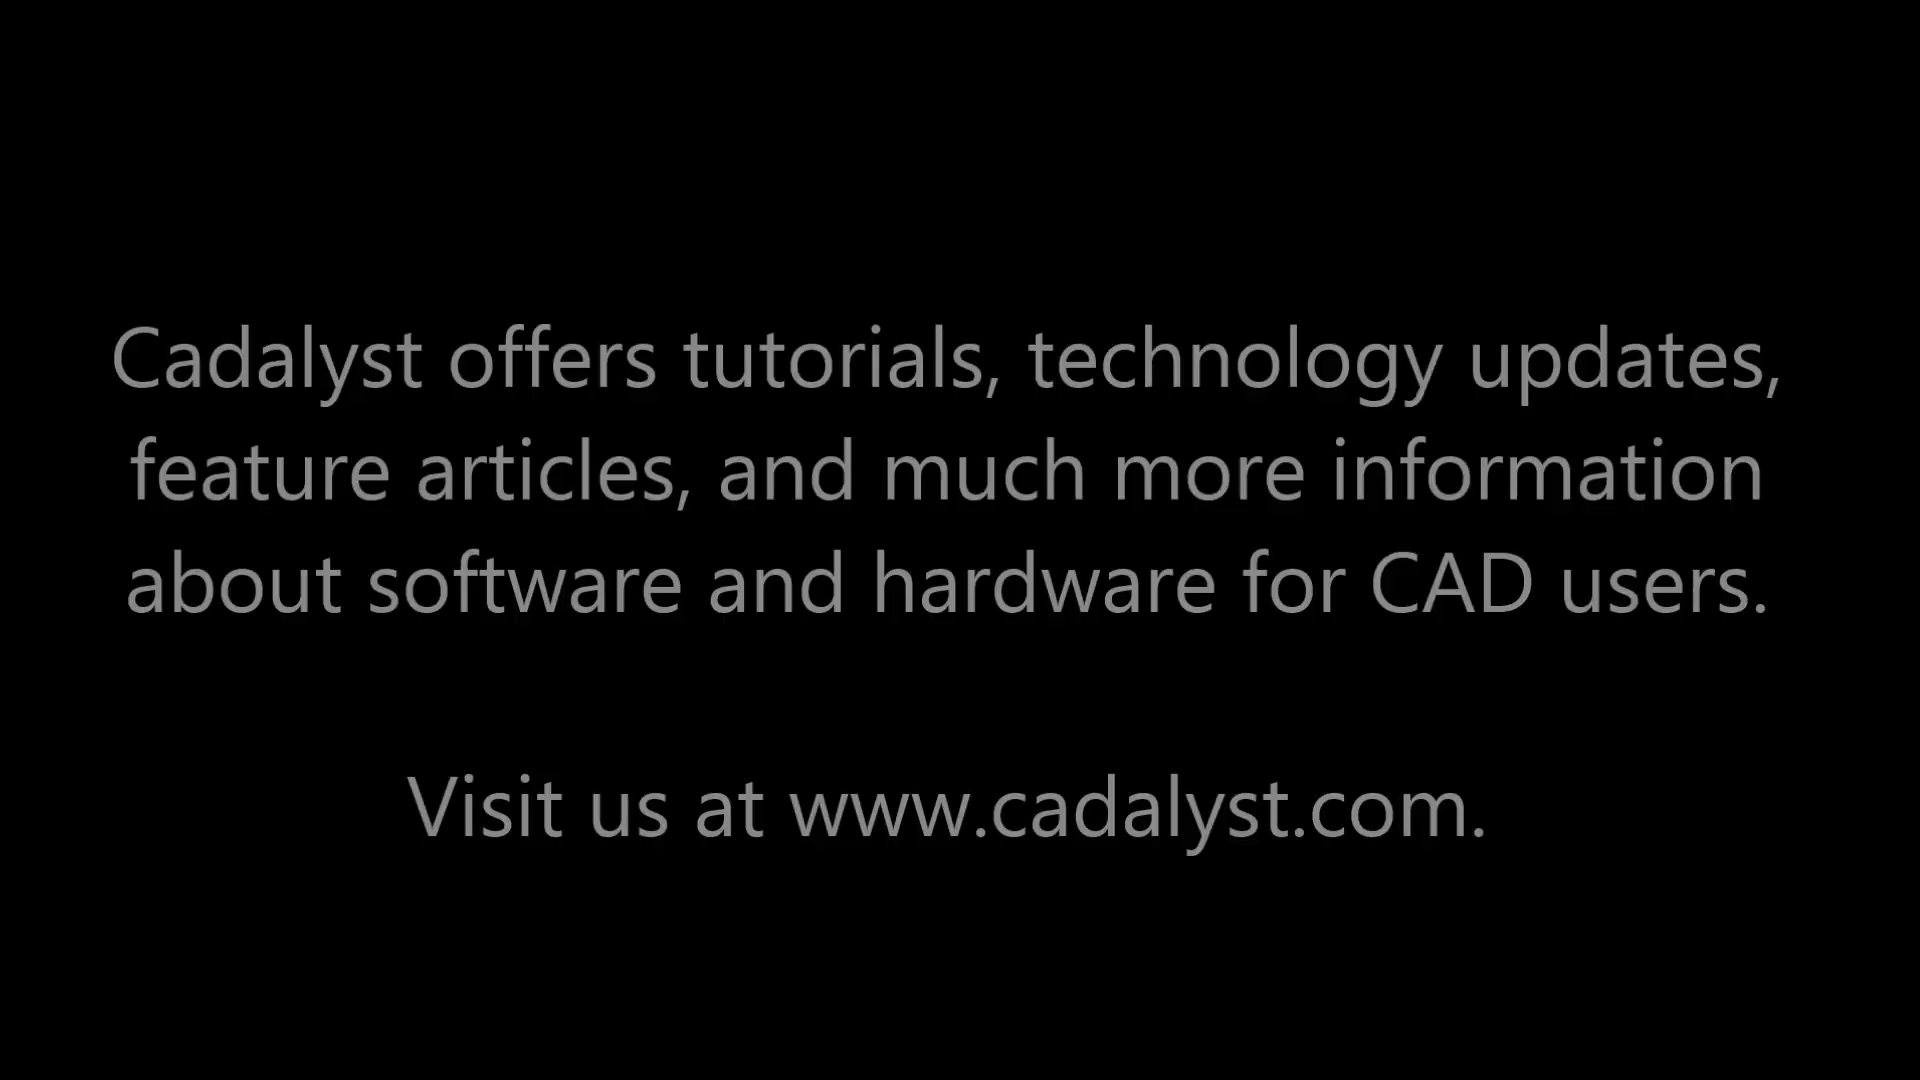 Cadalyst offers tutorials, technology updates,
feature articles, and much more information
about software and hardware for CAD users.
Visit us at www.cadalyst.com.